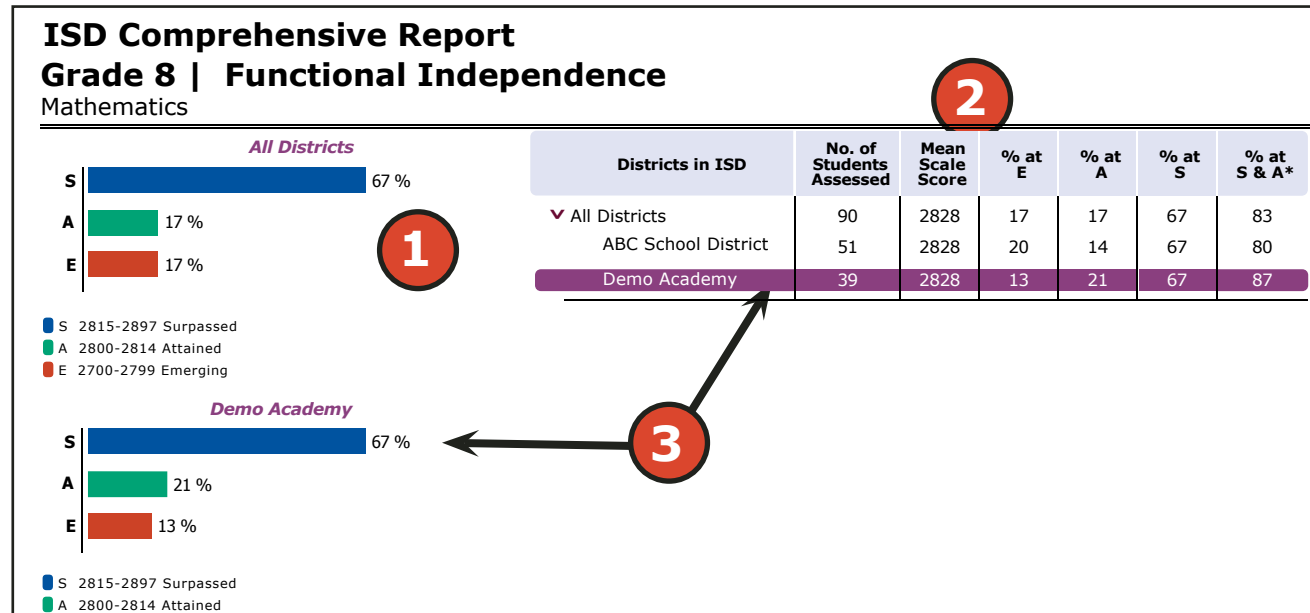 ISD Comprehensive Report
Grade 8 | Functional Independence
Mathematics
2
All Districts
S 67 %
A 17 %
E 17 %
1
S 2815-2897 Surpassed
A 2800-2814 Attained
E 2700-2799 Emerging
Districts in ISD No. of Students Assessed Mean Scale Score % at E % at A % at S % at S & A*
All Districts 90 2828 17 17 67 83
ABC School District 51 2828 20 14 67 80
Demo Academy 39 2828 13 21 67 87
Demo Academy
S 67 %
A 21 %
E 13 %
3
S 2815-2897 Surpassed
A 2800-2814 Attained